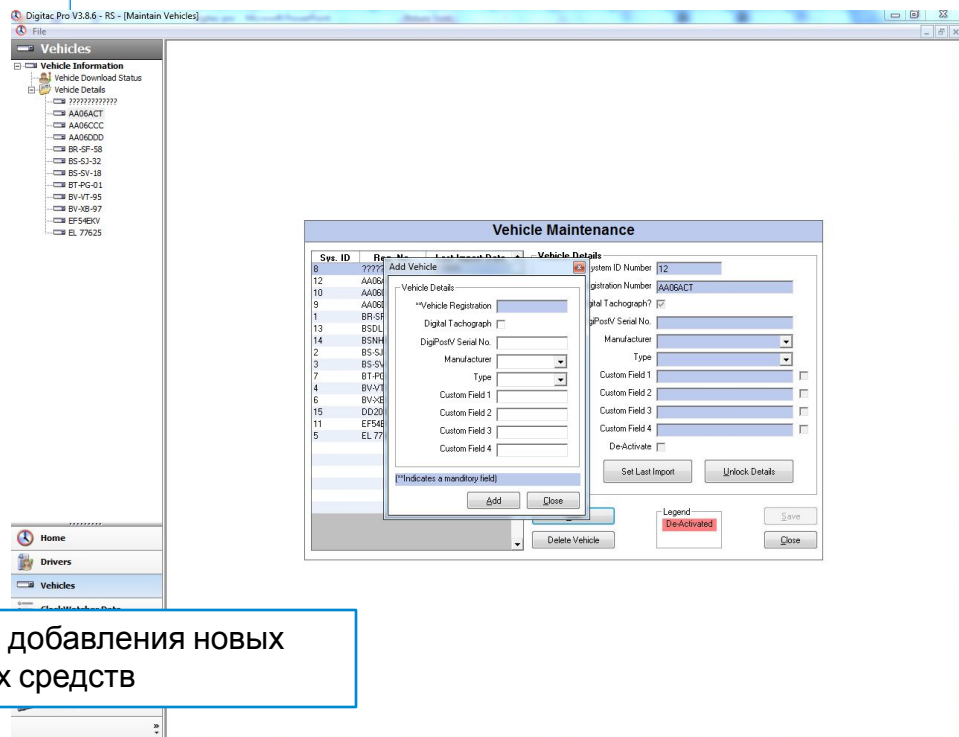 Digitac Pro V3.8.6 - RS - [Maintain Vehicles]
File
Vehicles
Vehicle Information
Vehicle Download Status
Vehicle Details
?????????????
AA06ACT
AA06CCC
AA06DDD
BR-SF-58
BS-SJ-32
BS-SV-18
BT-PG-01
BV-VT-95
BV-XB-97
EF54EKV
EL 77625
Home
Drivers
Vehicles
Vehicle Maintenance
Sys. ID
8
12
10
9
1
13
14
2
3
7
4
6
15
11
5
Add Vehicle
Vehicle Details
**Vehicle Registration
Digital Tachograph
DigiPostV Serial No.
Manufacturer
Type
Custom Field 1
Custom Field 2
Custom Field 3
Custom Field 4
(**Indicates a manditory field)
Add Close
Vehicle Details
ystem ID Number 12
gistration Number AA06ACT
gital Tachograph?
giPostV Serial No.
Manufacturer
Type
Custom Field 1
Custom Field 2
Custom Field 3
Custom Field 4
De-Activate
Set Last Import Unlock Details
Legend
De-Activated
Save
Delete Vehicle
Close
добавления новых
х средств